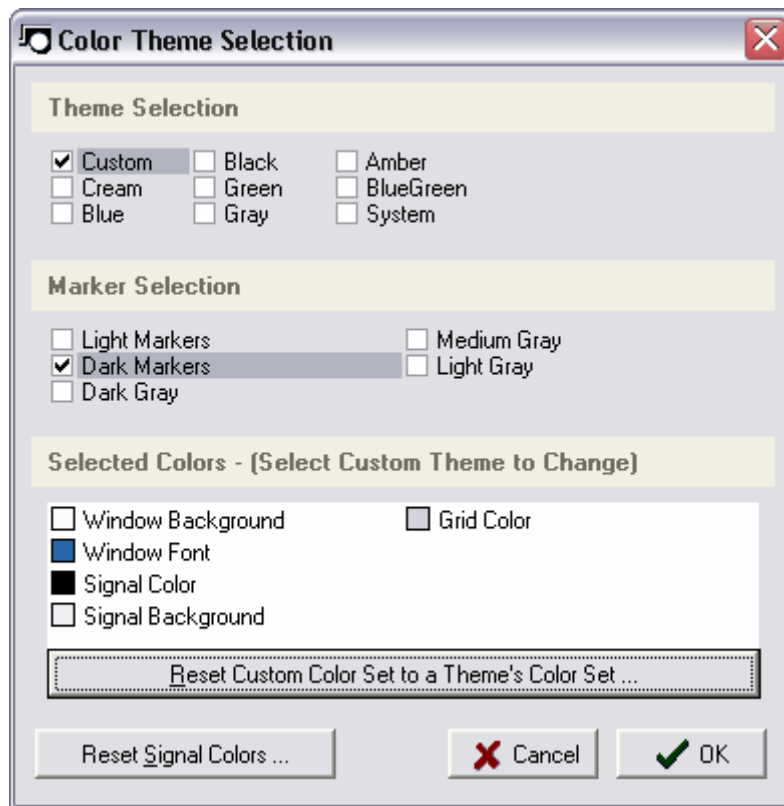 Color Theme Selection
Theme Selection
Custom Black Amber
Cream Green BlueGreen
Blue Gray System
Marker Selection
Light Markers Medium Gray
Dark Markers Light Gray
Dark Gray
Selected Colors - (Select Custom Theme to Change)
Window Background Grid Color
Window Font
Signal Color
Signal Background
Reset Custom Color Set to a Theme's Color Set ...
Reset Signal Colors ... Cancel OK